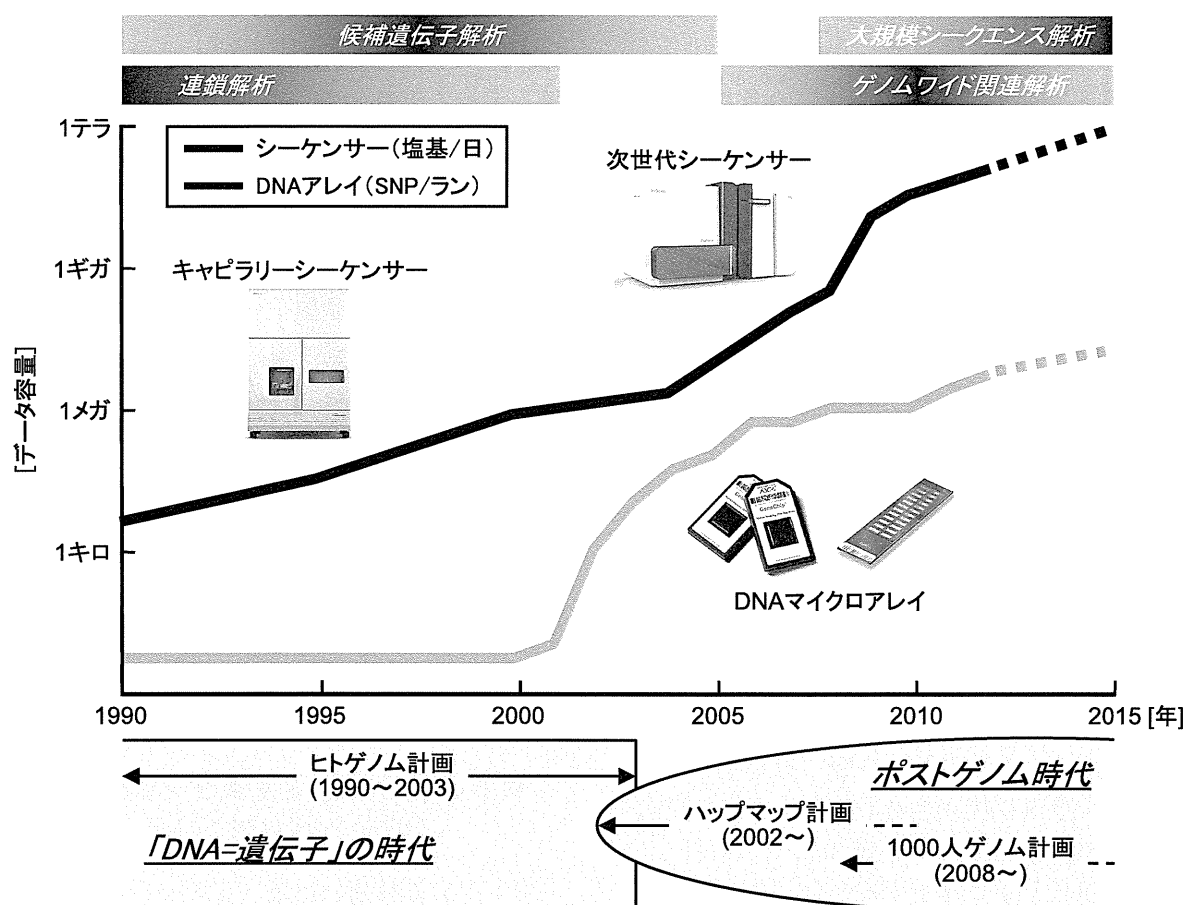 候補遺伝子解析
大規模シークエンス解析
連鎖解析
ゲノムワイド関連解析
1テラ
1ギガ
1メガ
1キロ
[データ容量]
シーケンサー(塩基/日)
DNAアレイ(SNP/ラン)
次世代シーケンサー
キャピラリーシーケンサー
GeneChip
DNAマイクロアレイ
1990
1995
2000
2005
2010
2015 [年]
ヒトゲノム計画
(1990～2003)
「DNA=遺伝子」の時代
ポストゲノム時代
ハップマップ計画
(2002～)
1000人ゲノム計画
(2008～)